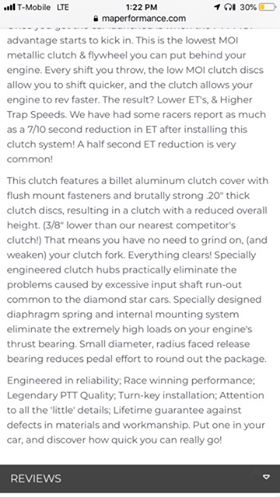 T-Mobile LTE 1:22 PM 30%
maperformance.com
advantage starts to kick in. This is the lowest MOI
metallic clutch & flywheel you can put behind your
engine. Every shift you throw, the low MOI clutch discs
allow you to shift quicker, and the clutch allows your
engine to rev faster. The result? Lower ET's, & Higher
Trap Speeds. We have had some racers report as much
as a 7/10 second reduction in ET after installing this
clutch system! A half second ET reduction is very
common!
This clutch features a billet aluminum clutch cover with
flush mount fasteners and brutally strong .20" thick
clutch discs, resulting in a clutch with a reduced overall
height. (3/8" lower than our nearest competitor's
clutch!) That means you have no need to grind on, (and
weaken) your clutch fork. Everything clears! Specially
engineered clutch hubs practically eliminate the
problems caused by excessive input shaft run-out
common to the diamond star cars. Specially designed
diaphragm spring and internal mounting system
eliminate the extremely high loads on your engine's
thrust bearing. Small diameter, radius faced release
bearing reduces pedal effort to round out the package.
Engineered in reliability; Race winning performance;
Legendary PTT Quality; Turn-key installation; Attention
to all the 'little' details; Lifetime guarantee against
defects in materials and workmanship. Put one in your
car, and discover how quick you can really go!
REVIEWS